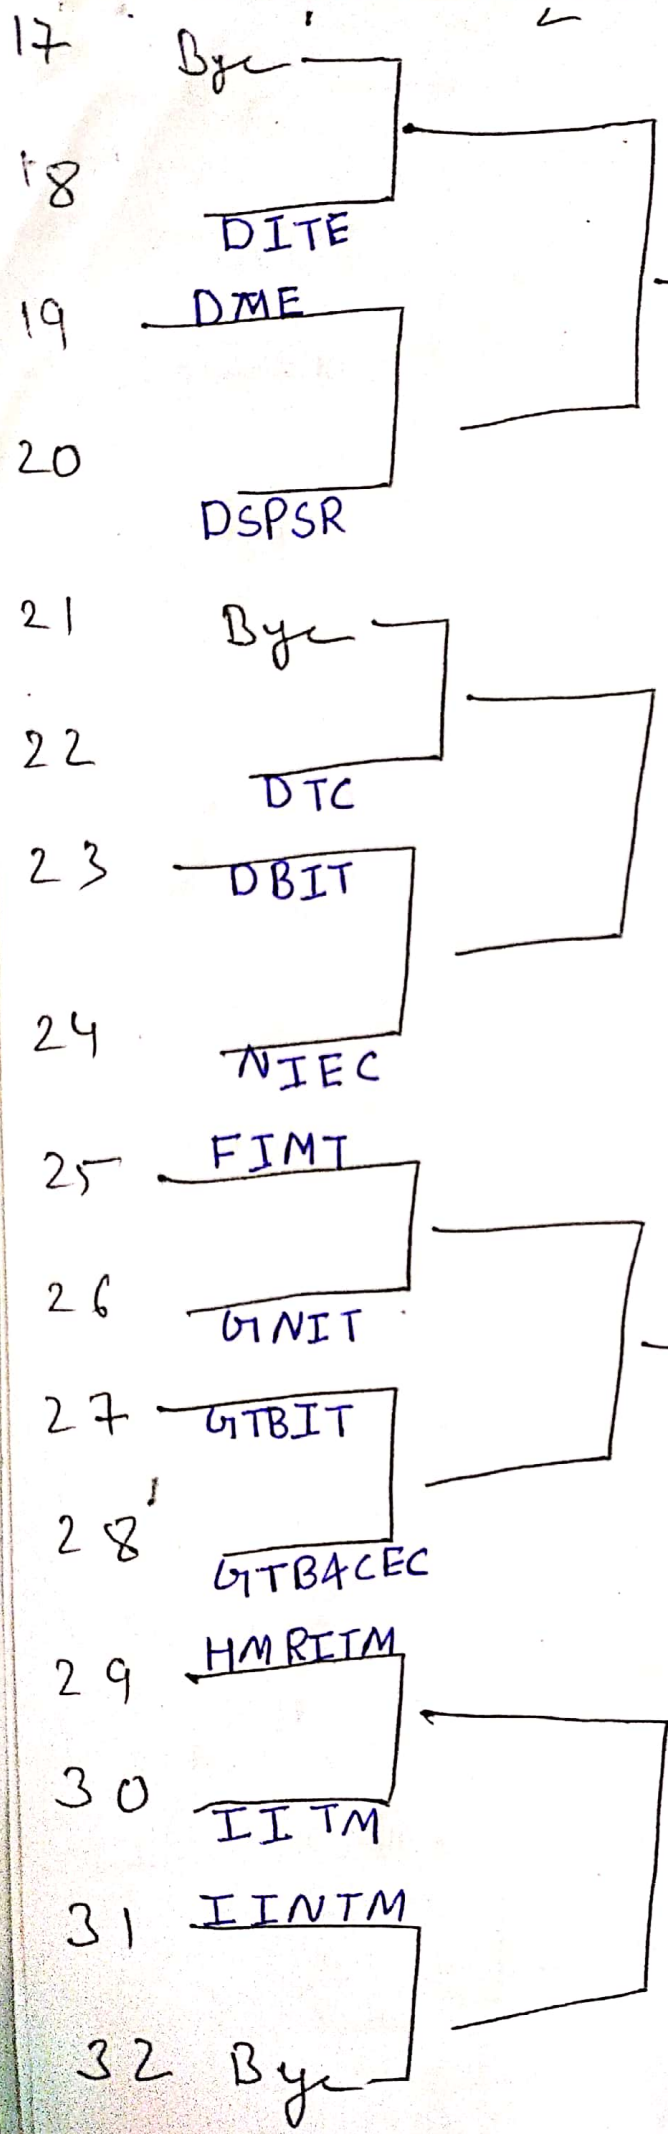 17 Bye
18 DITE
19 DME
20 DSPSR
21 Bye
22 DTC
23 DBIT
24 NIEC
25 FIMT
26 GNIT
27 GTBIT
28 GTBACEC
29 HMRITM
30 IITM
31 IINTM
32 Bye